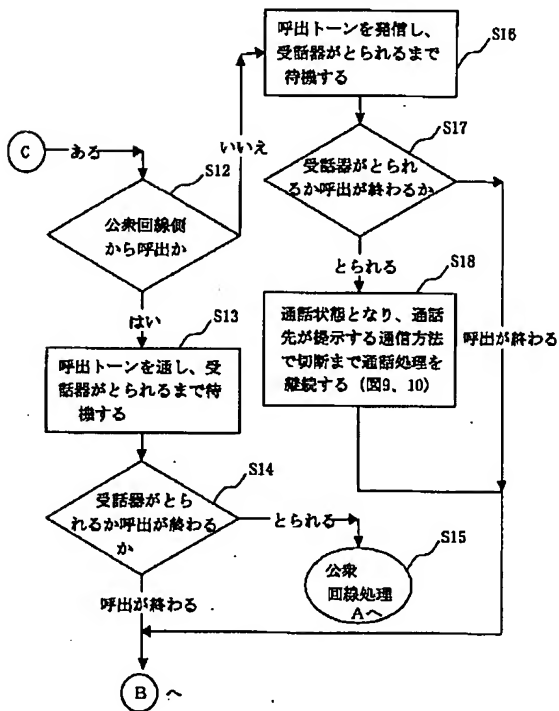 呼出トーンを発信し、
受話器がとられるまで
待機する
S16
S17
受話器がとられ
るか呼出が終わるか
いいえ
C
ある
S12
公衆回線側
から呼出か
とられる
S18
はい
S13
通話状態となり、通話
先が提示する通信方法
で切断まで通話処理を
継続する（図9、10）
呼出が終わる
呼出トーンを通し、受
話器がとられるまで待
機する
S14
受話器がとら
れるか呼出が終わる
か
とられる
S15
公衆
回線処理
Aへ
呼出が終わる
B へ